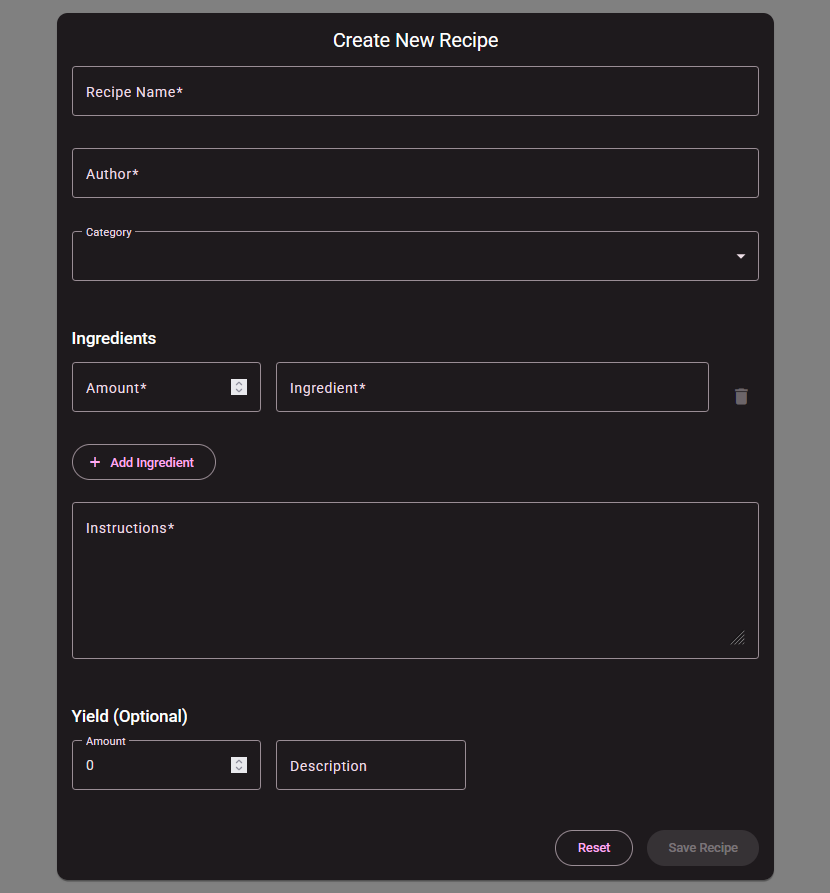 Create New Recipe
Recipe Name*
Author*
Category
Ingredients
Amount*
Ingredient*
+ Add Ingredient
Instructions*
Yield (Optional)
Amount
0
Description
Reset
Save Recipe